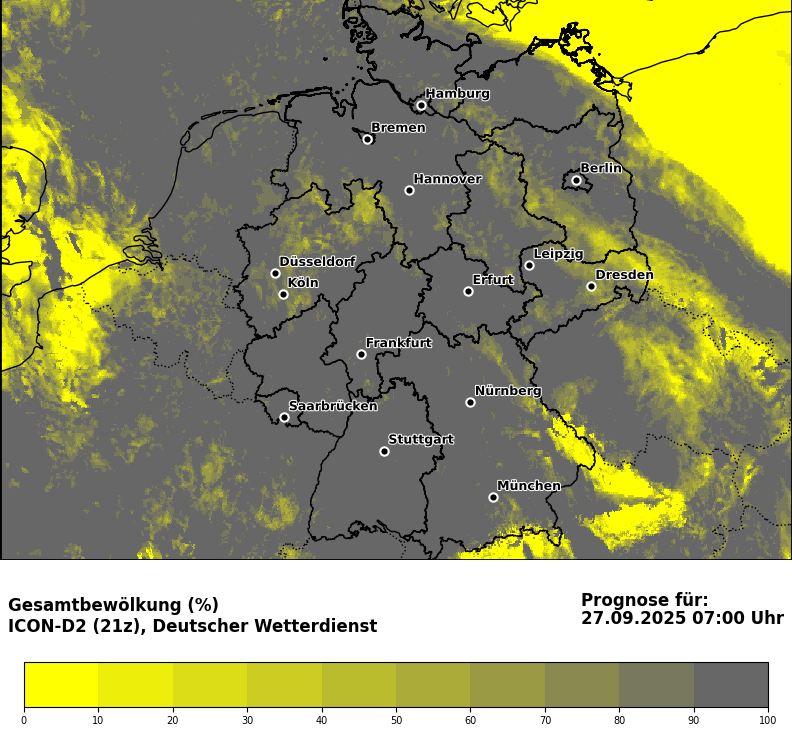 Hamburg
Bremen
Berlin
Hannover
Leipzig
Düsseldorf
Dresden
Köln
Erfurt
Frankfurt
Nürnberg
Saarbrücken
Stuttgart
München
Gesamtbewölkung (%)
ICON-D2 (21z), Deutscher Wetterdienst
Prognose für:
27.09.2025 07:00 Uhr
0 10 20 30 40 50 60 70 80 90 100